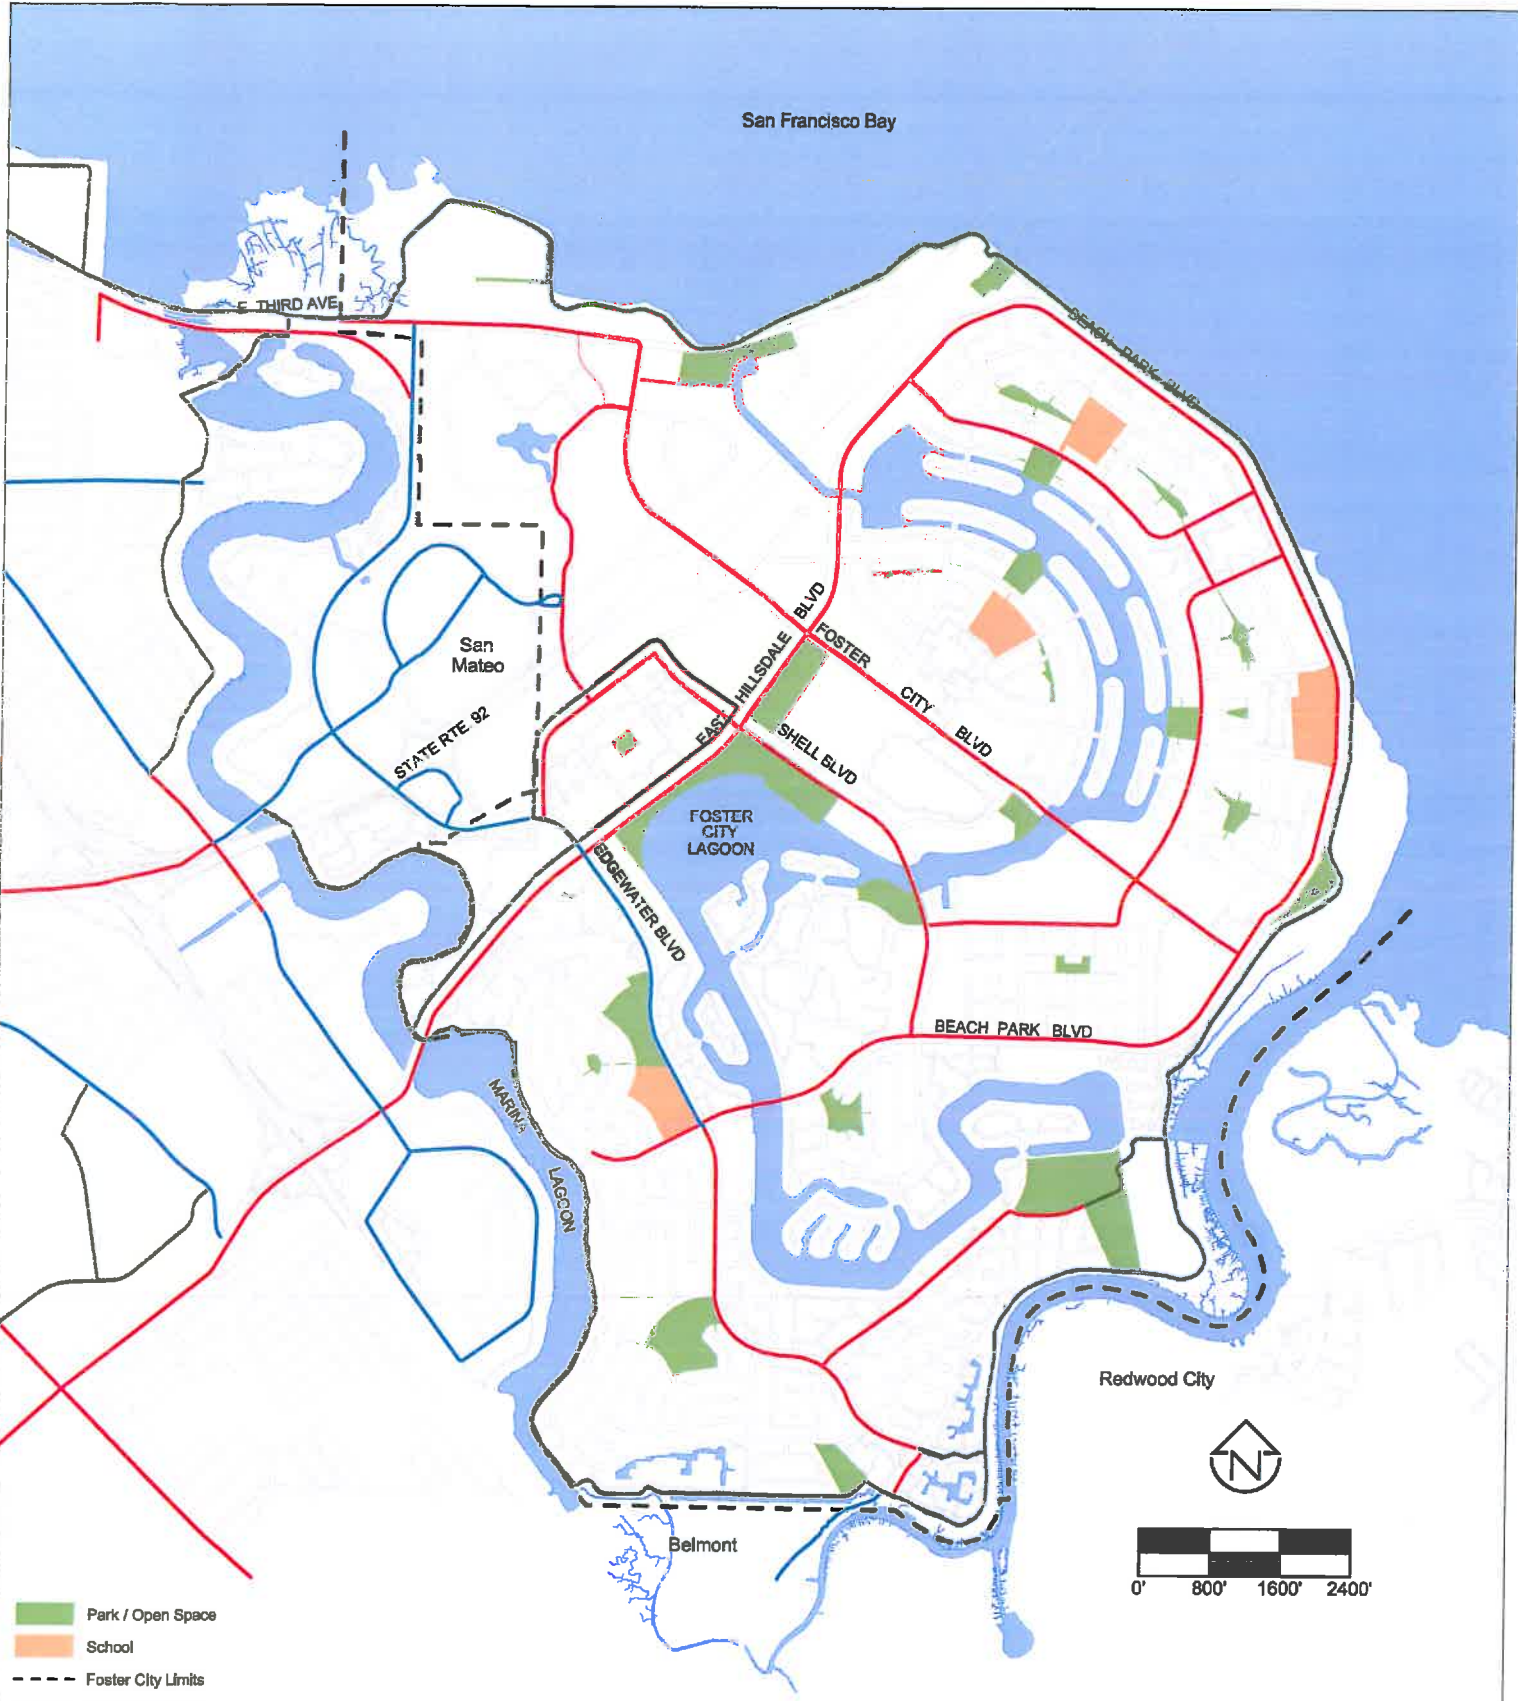 San Francisco Bay
E THIRD AVE
BEACH PARK BLVD
San
Mateo
STATE RTE. 92
EAST HILLSDALE BLVD
FOSTER CITY BLVD
SHELL BLVD
FOSTER
CITY
LAGOON
EDGEWATER BLVD
BEACH PARK BLVD
MARINA LAGOON
Redwood City
N
Belmont
0' 800' 1600' 2400'
Park / Open Space
School
Foster City Limits